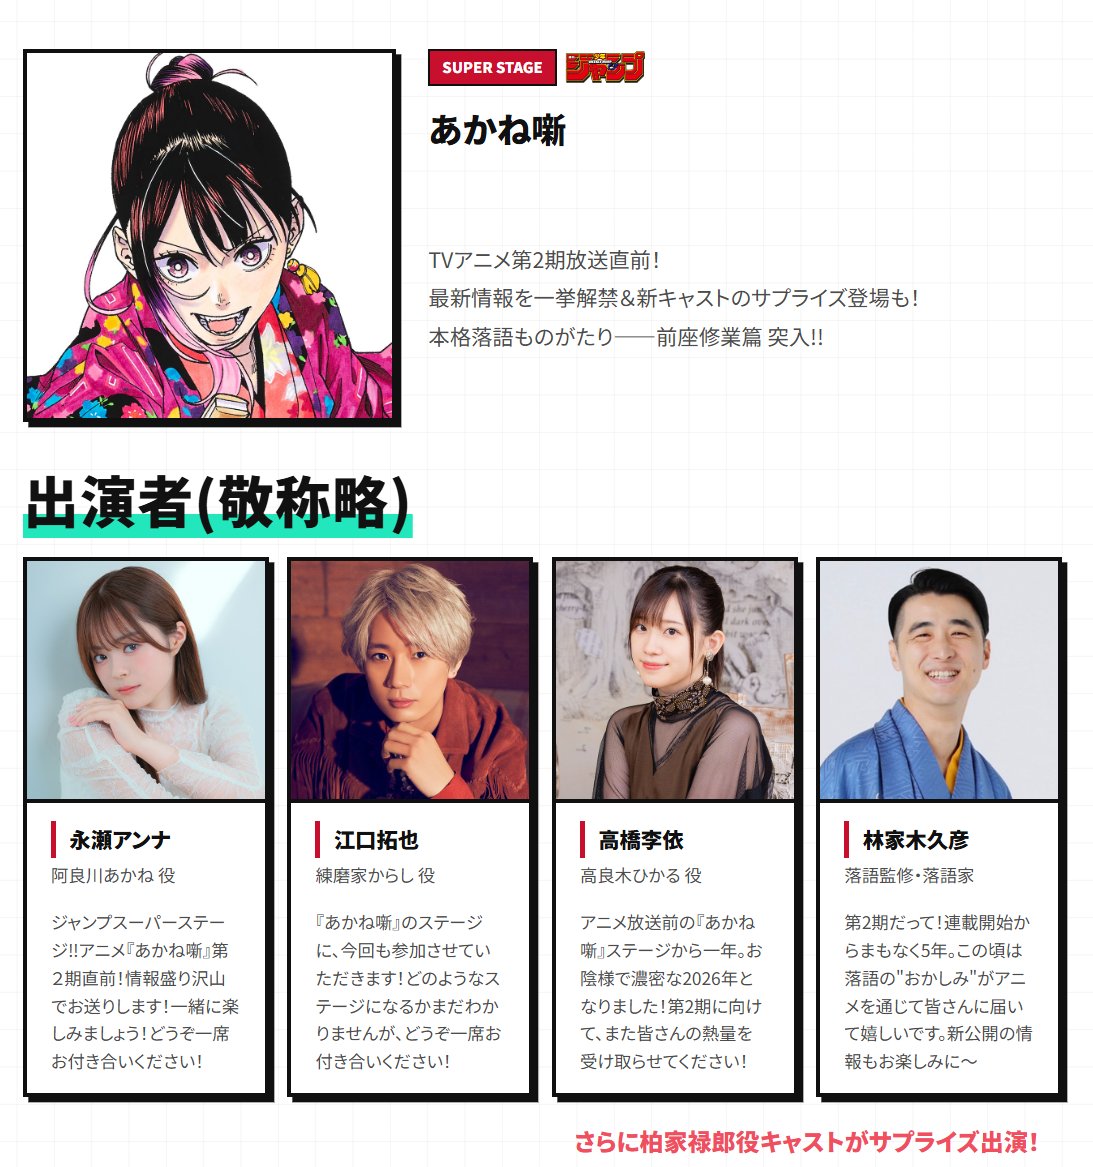 SUPER STAGE
少年ジャンプ
あかね噺
TVアニメ第2期放送直前！
最新情報を一挙解禁＆新キャストのサプライズ登場も！
本格落語ものがたり――前座修業篇 突入!!
出演者(敬称略)
永瀬アンナ
阿良川あかね 役
ジャンプスーパーステー
ジ!!アニメ『あかね噺』第
２期直前！情報盛り沢山
でお送りします！一緒に楽
しみましょう！どうぞ一席
お付き合いください！
江口拓也
練磨家からし 役
『あかね噺』のステージ
に、今回も参加させてい
ただきます！どのようなス
テージになるかまだわか
りませんが、どうぞ一席お
付き合いください！
高橋李依
高良木ひかる 役
アニメ放送前の『あかね
噺』ステージから一年。お
陰様で濃密な2026年と
なりました！第2期に向け
て、また皆さんの熱量を
受け取らせてください！
林家木久彦
落語監修・落語家
第2期だって！連載開始か
らまもなく5年。この頃は
落語の"おかしみ"がアニ
メを通じて皆さんに届い
て嬉しいです。新公開の情
報もお楽しみに～
さらに柏家禄郎役キャストがサプライズ出演！